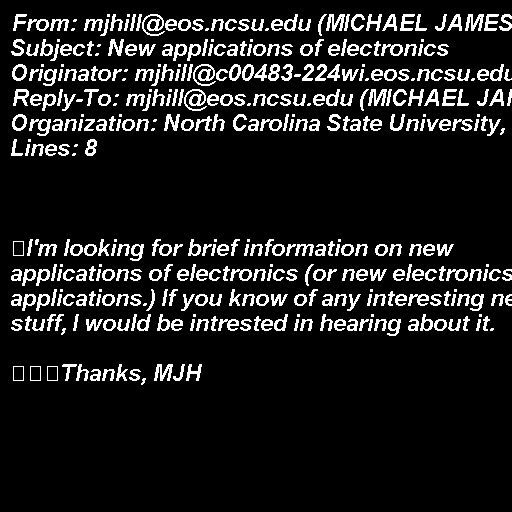 From: mjhill@eos.ncsu.edu (MICHAEL JAMES
Subject: New applications of electronics
Originator: mjhill@c00483-224wi.eos.ncsu.edu
Reply-To: mjhill@eos.ncsu.edu (MICHAEL
Organization: North Carolina State University,
Lines: 8
I'm looking for brief information on new
applications of electronics (or new electronics
applications.) If you know of any interesting
stuff, I would be intrested in hearing about it.
Thanks, MJH